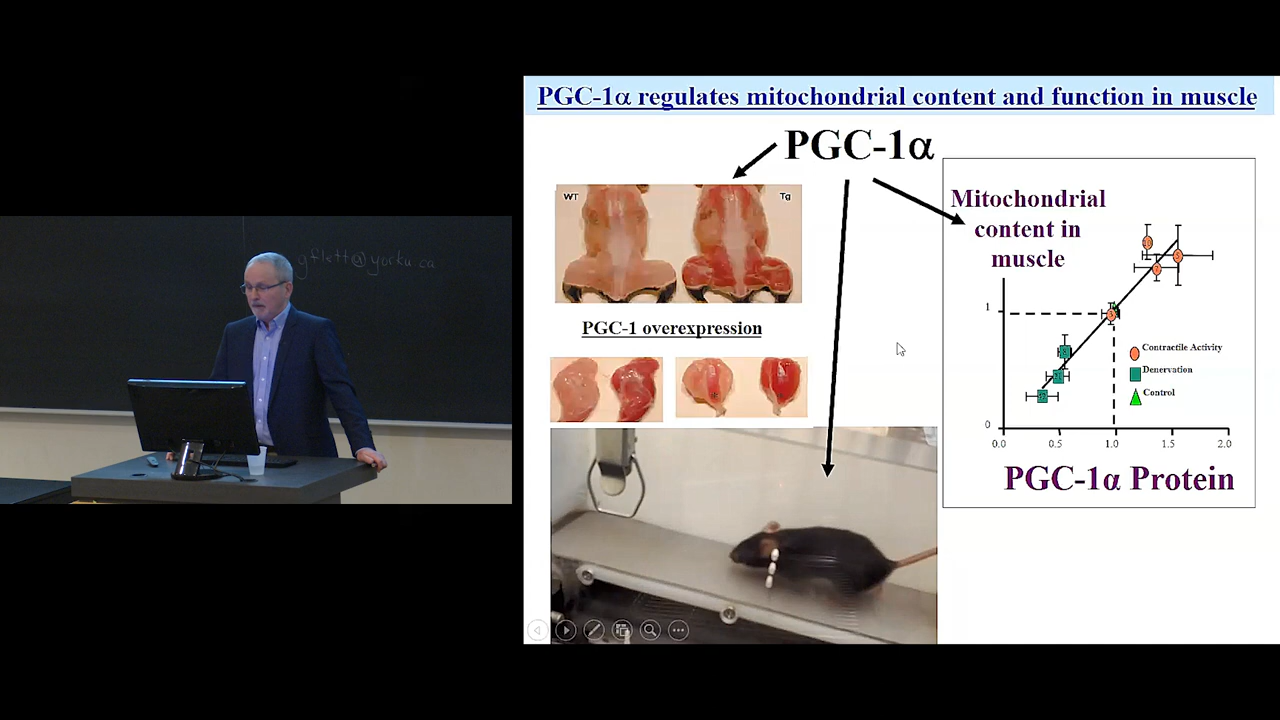 gflett@yorku.ca
PGC-1α regulates mitochondrial content and function in muscle
PGC-1α
WT
Tg
PGC-1 overexpression
Mitochondrial
content in
muscle
1
0
0.0
0.5
1.0
1.5
2.0
Contractile Activity
Denervation
Control
PGC-1α Protein